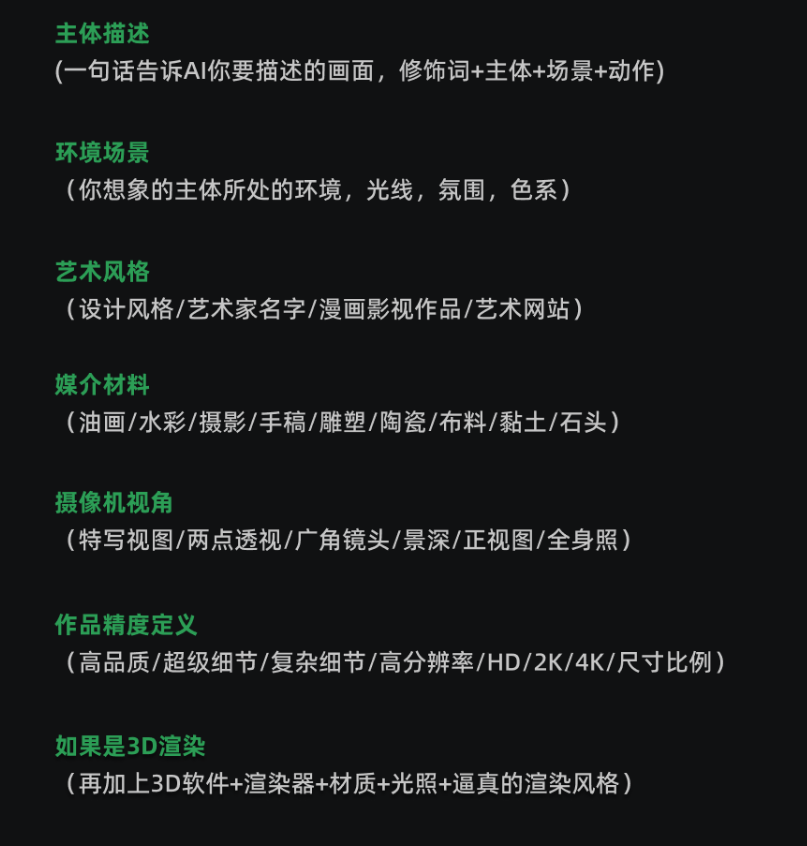 主体描述
(一句话告诉AI你要描述的画面，修饰词+主体+场景+动作)
环境场景
（你想象的主体所处的环境，光线，氛围，色系）
艺术风格
（设计风格/艺术家名字/漫画影视作品/艺术网站）
媒介材料
（油画/水彩/摄影/手稿/雕塑/陶瓷/布料/黏土/石头）
摄像机视角
（特写视图/两点透视/广角镜头/景深/正视图/全身照）
作品精度定义
（高品质/超级细节/复杂细节/高分辨率/HD/2K/4K/尺寸比例）
如果是3D渲染
（再加上3D软件+渲染器+材质+光照+逼真的渲染风格）